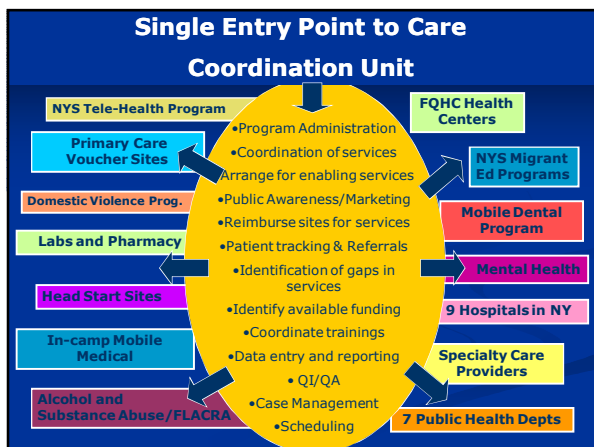 Single Entry Point to Care
Coordination Unit
NYS Tele-Health Program
Primary Care
Voucher Sites
Domestic Violence Prog.
Labs and Pharmacy
Head Start Sites
In-camp Mobile
Medical
Alcohol and
Substance Abuse/FLACRA
•Program Administration
•Coordination of services
Arrange for enabling services
•Public Awareness/Marketing
•Reimburse sites for services
•Patient tracking & Referrals
•Identification of gaps in
services
•Identify available funding
•Coordinate trainings
•Data entry and reporting
•QI/QA
•Case Management
•Scheduling
FQHC Health
Centers
NYS Migrant
Ed Programs
Mobile Dental
Program
Mental Health
9 Hospitals in NY
Specialty Care
Providers
7 Public Health Depts